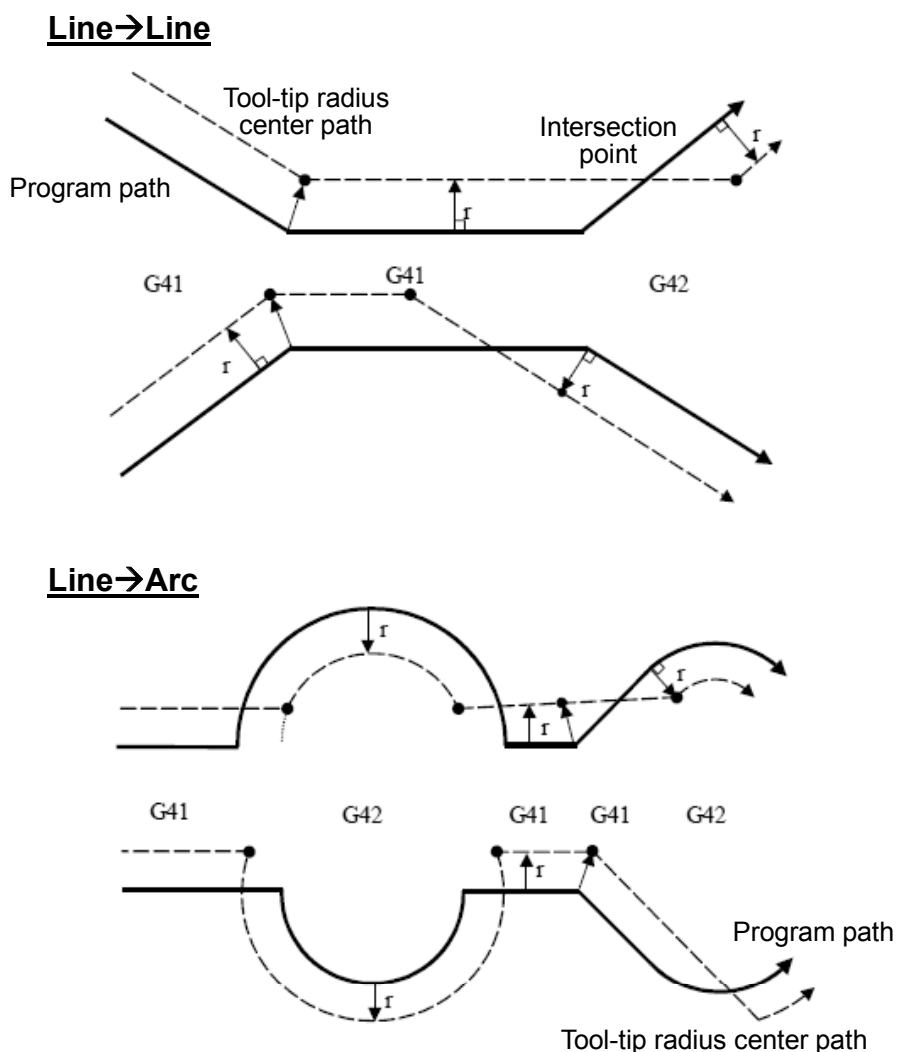 Line→Line
Tool-tip radius
center path
Intersection
point
r
Program path
r
G41
G41
G42
r
r
Line→Arc
r
r
r
G41
G42
G41
G41
G42
r
Program path
r
Tool-tip radius center path